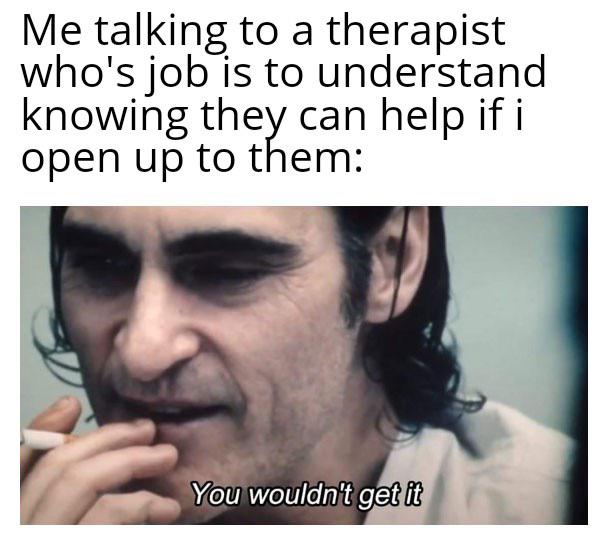 Me talking to a therapist
who's job is to understand
knowing they can help if i
open up to them:
You wouldn't get it